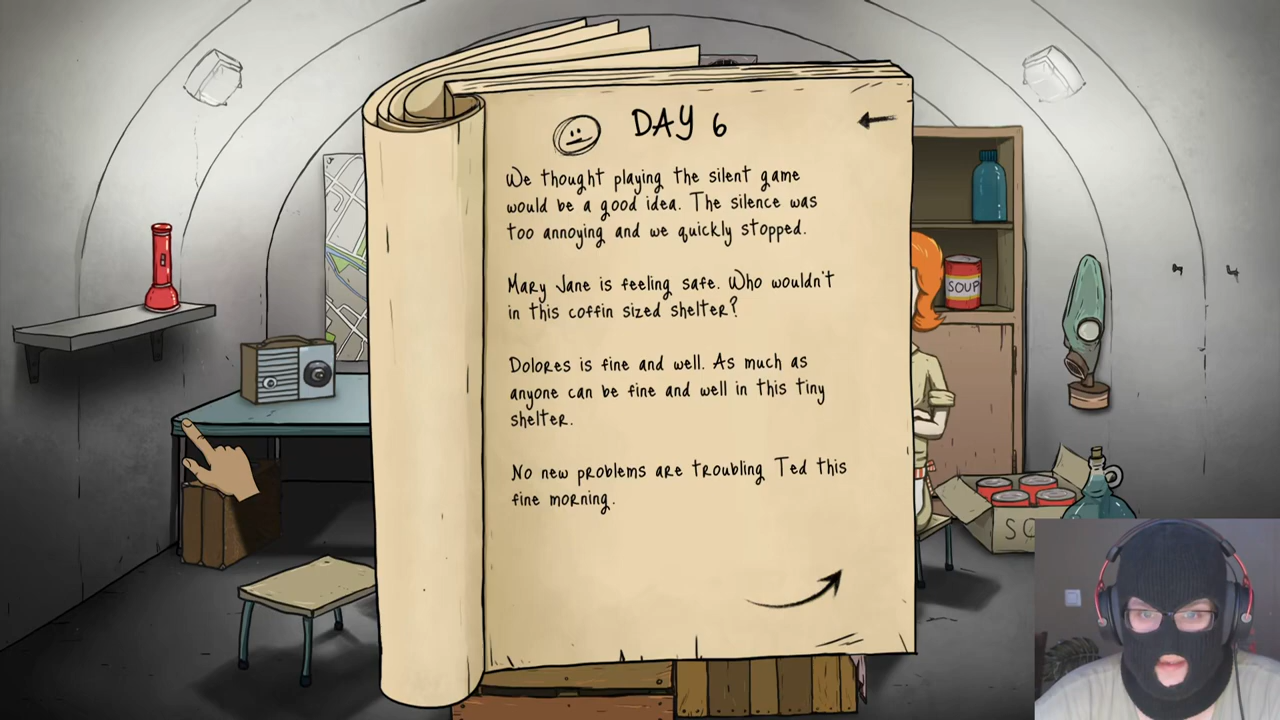 DAY 6
We thought playing the silent game
would be a good idea. The silence was
too annoying and we quickly stopped.
Mary Jane is feeling safe. Who wouldn't
in this coffin sized shelter?
Dolores is fine and well. As much as
anyone can be fine and well in this tiny
shelter.
No new problems are troubling Ted this
fine morning.
SOUP
SO